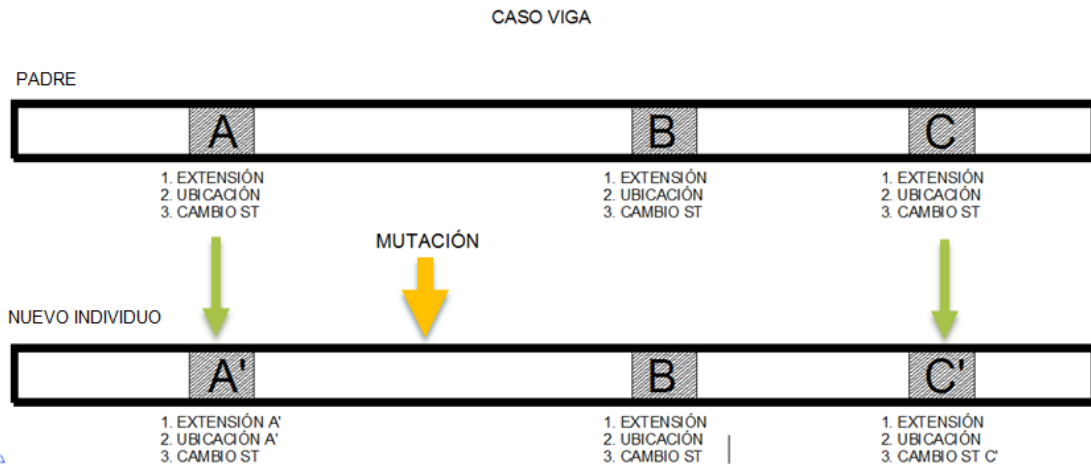 CASO VIGA
PADRE
A
B
C
1. EXTENSIÓN
2. UBICACIÓN
3. CAMBIO ST
1. EXTENSIÓN
2. UBICACIÓN
3. CAMBIO ST
1. EXTENSIÓN
2. UBICACIÓN
3. CAMBIO ST
MUTACIÓN
NUEVO INDIVIDUO
A'
B
C'
1. EXTENSIÓN A'
2. UBICACIÓN A'
3. CAMBIO ST
1. EXTENSIÓN
2. UBICACIÓN
3. CAMBIO ST
1. EXTENSIÓN
2. UBICACIÓN
3. CAMBIO ST C'